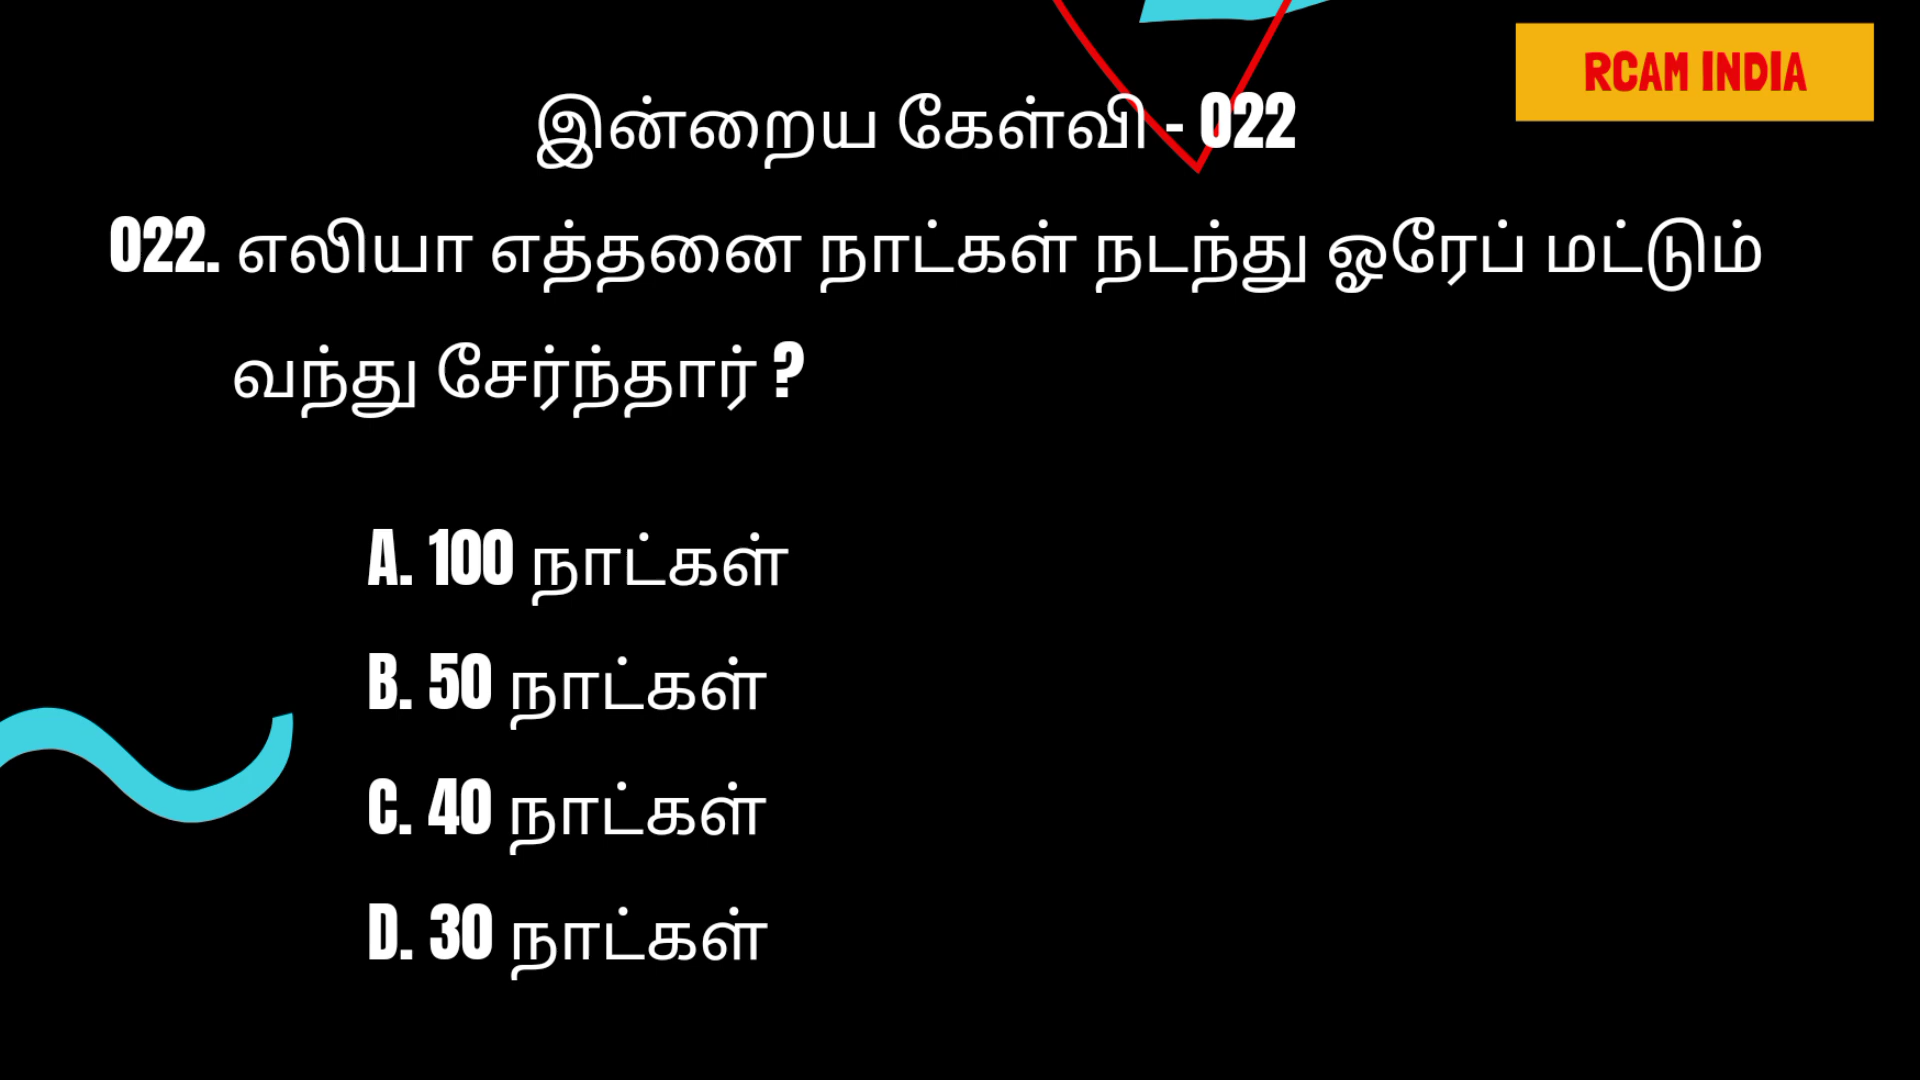 RCAM INDIA
இன்றைய கேள்வி - 022
022. எலியா எத்தனை நாட்கள் நடந்து ஓரேப் மட்டும்
வந்து சேர்ந்தார் ?
A. 100 நாட்கள்
B. 50 நாட்கள்
C. 40 நாட்கள்
D. 30 நாட்கள்